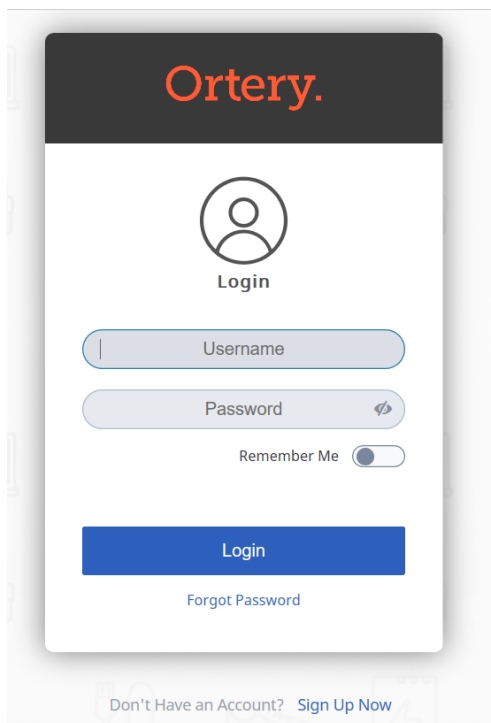 Ortery.
Login
Username
Password
Remember Me
Login
Forgot Password
Don't Have an Account? Sign Up Now